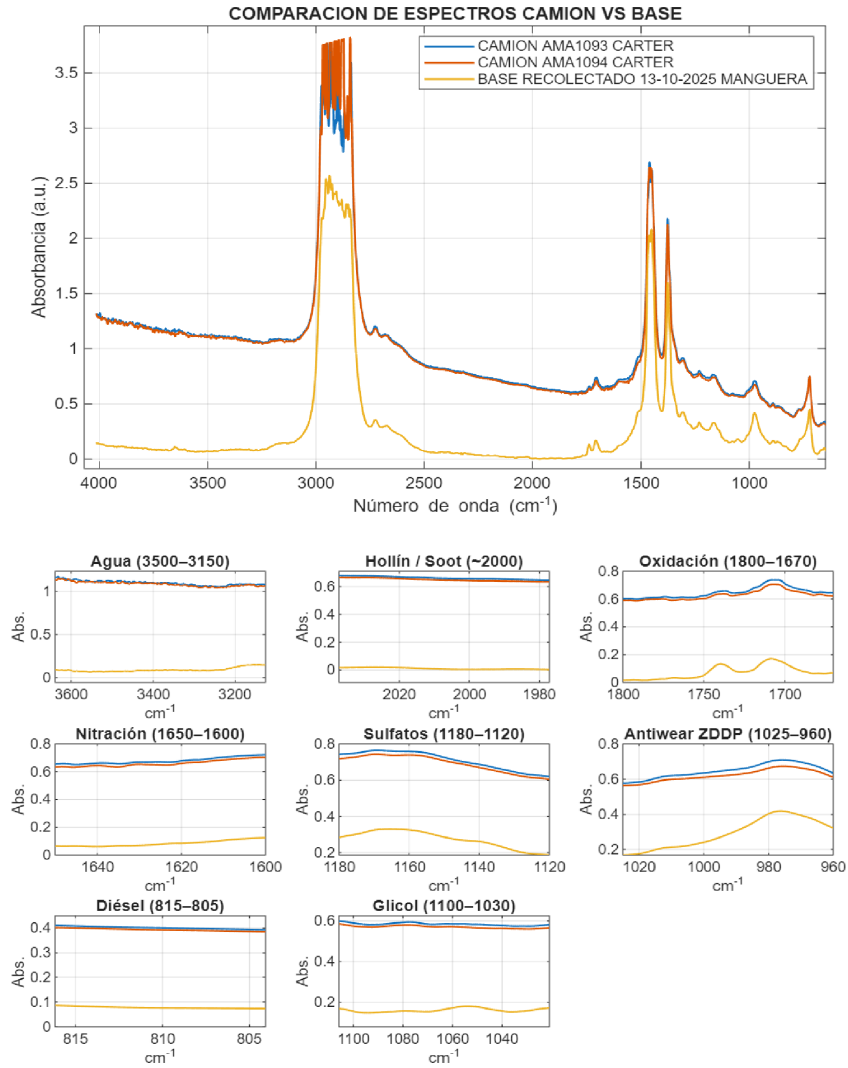 COMPARACION DE ESPECTROS CAMION VS BASE
CAMION AMA1093 CARTER
CAMION AMA1094 CARTER
BASE RECOLECTADO 13-10-2025 MANGUERA
Absorbancia (a.u.)
3.5
3
2.5
2
1.5
1
0.5
0
4000 3500 3000 2500 2000 1500 1000
Número de onda (cm-1)
Agua (3500–3150)
Abs.
1
0.5
0
3600 3400 3200
cm-1
Hollín / Soot (~2000)
Abs.
0.6
0.4
0.2
0
2020 2000 1980
cm-1
Oxidación (1800–1670)
Abs.
0.8
0.6
0.4
0.2
0
1800 1750 1700
cm-1
Nitración (1650–1600)
Abs.
0.8
0.6
0.4
0.2
0
1640 1620 1600
cm-1
Sulfatos (1180–1120)
Abs.
0.8
0.6
0.4
0.2
1180 1160 1140 1120
cm-1
Antiwear ZDDP (1025–960)
Abs.
0.8
0.6
0.4
0.2
1020 1000 980 960
cm-1
Diésel (815–805)
Abs.
0.4
0.3
0.2
0.1
0
815 810 805
cm-1
Glicol (1100–1030)
Abs.
0.6
0.4
0.2
1100 1080 1060 1040
cm-1